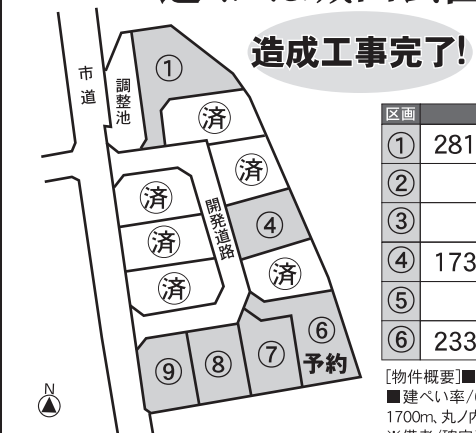 造成工事完了!
市道
調整池
①
済
済
済
開発道路
④
済
済
済
⑥
予約
⑨
⑧
⑦
N
区画
① 281
②
③
④ 173
⑤
⑥ 233
[物件概要]■
■建ぺい率/
1700m、丸ノ内